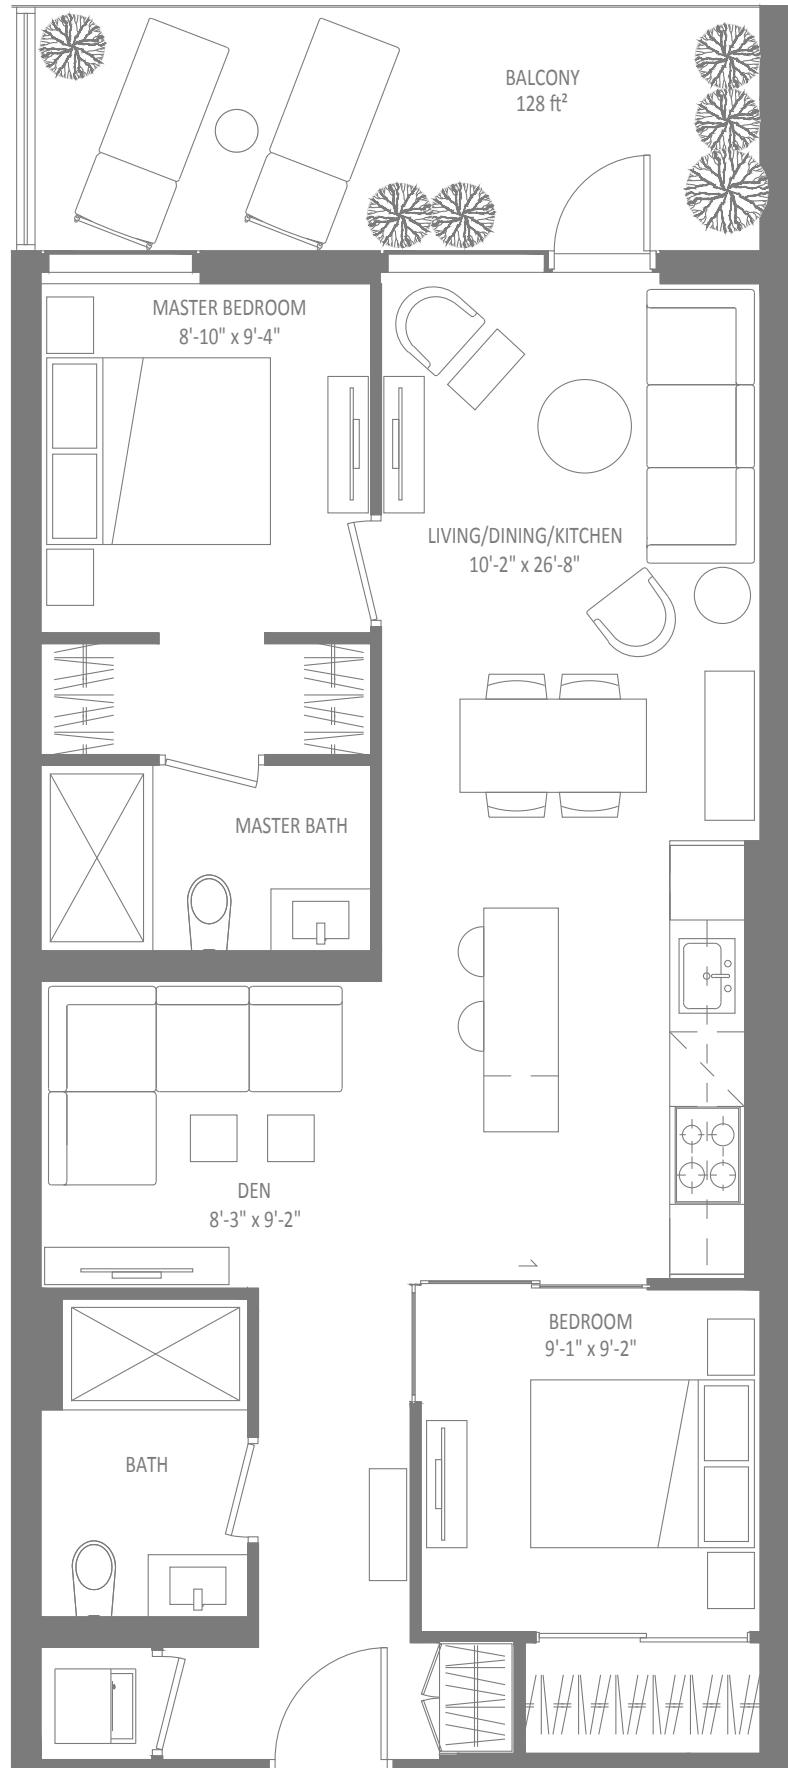 BALCONY
128 ft²
MASTER BEDROOM
8'-10" x 9'-4"
LIVING/DINING/KITCHEN
10'-2" x 26'-8"
MASTER BATH
DEN
8'-3" x 9'-2"
BEDROOM
9'-1" x 9'-2"
BATH